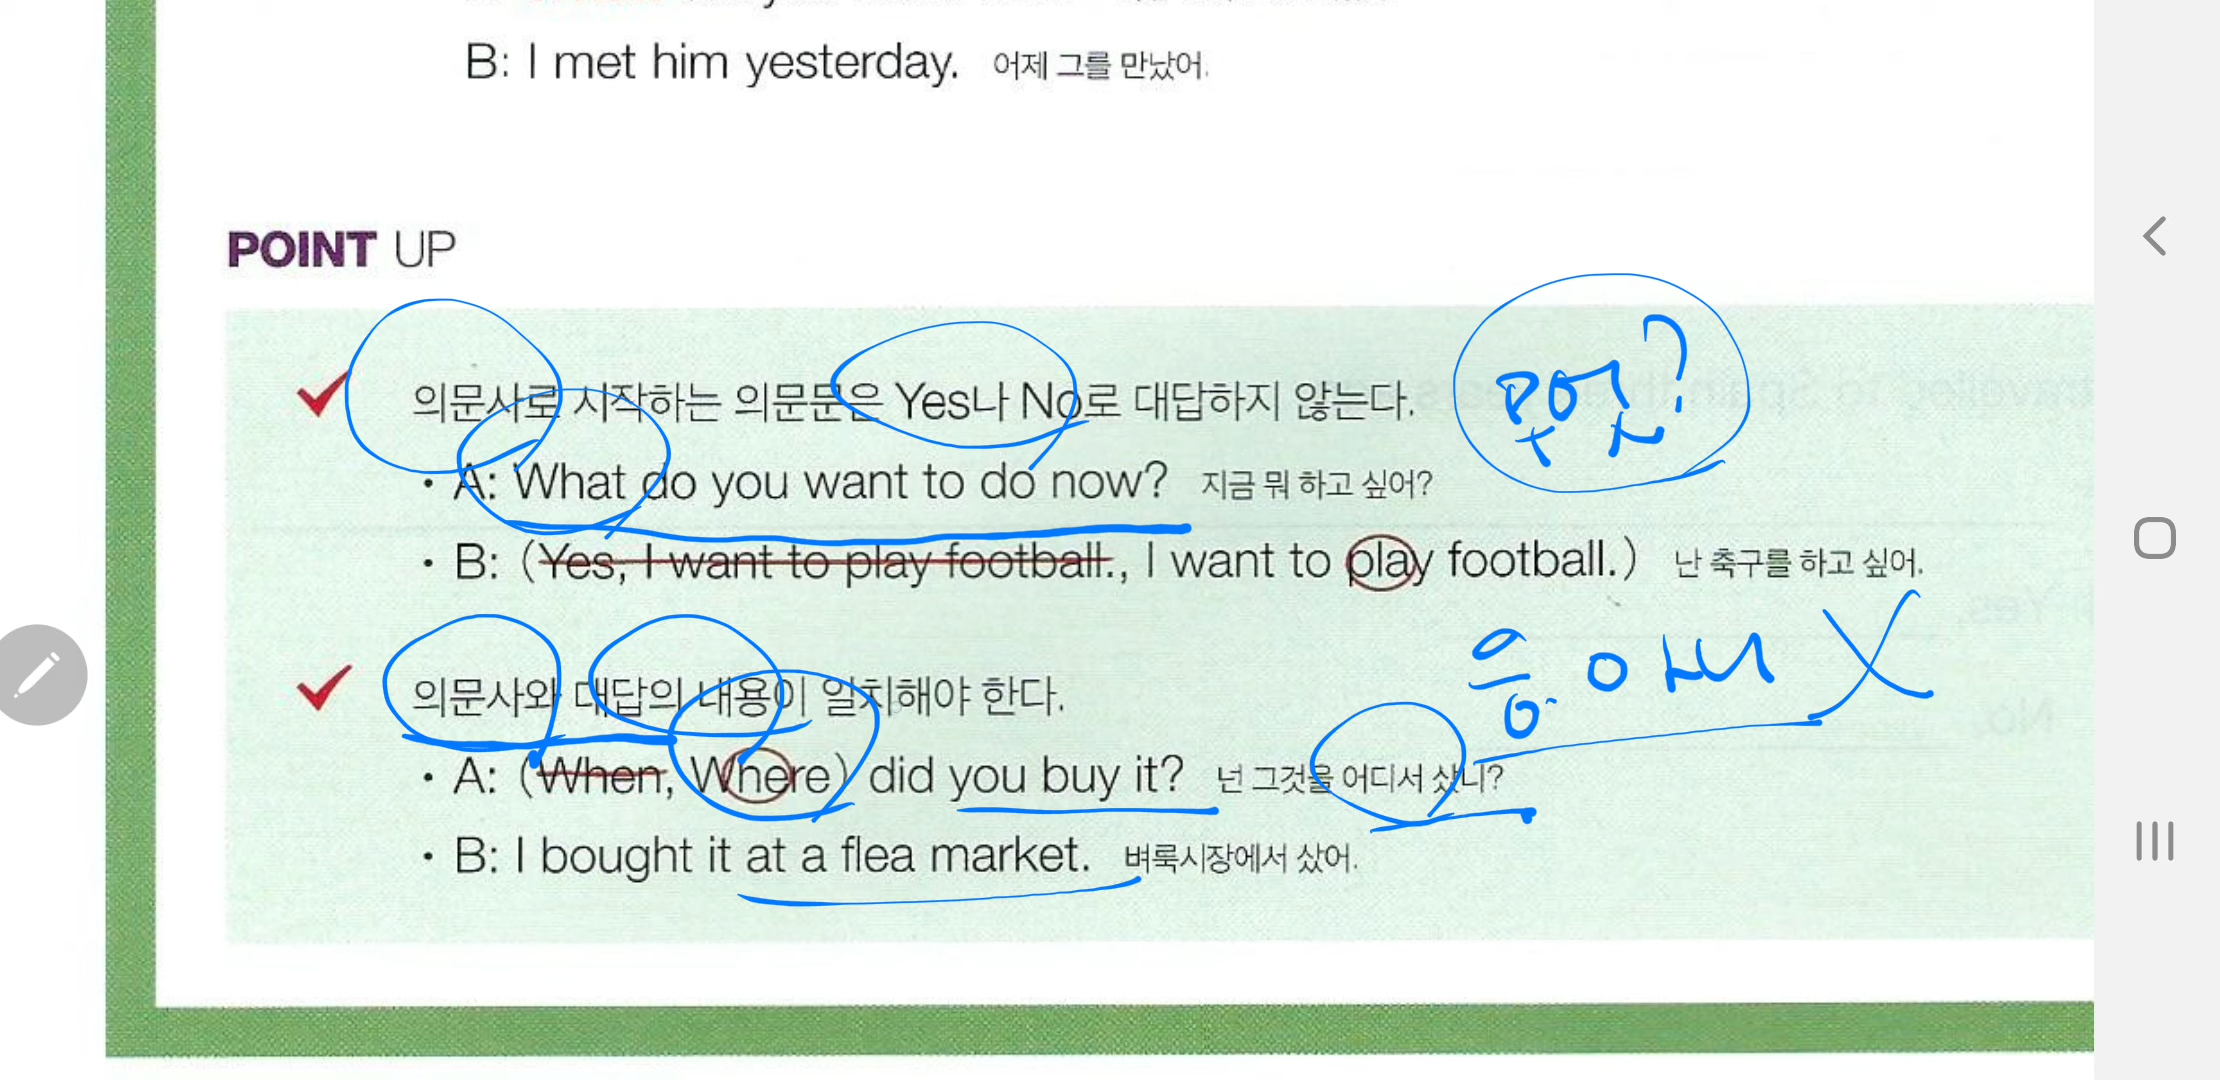 B: I met him yesterday. 어제 그를 만났어.
POINT UP
의문사로 시작하는 의문문은 Yes나 No로 대답하지 않는다.
무엇?
• A: What do you want to do now? 지금 뭐 하고 싶어?
• B: (Yes, I want to play football., I want to play football.) 난 축구를 하고 싶어.
응 아니 X
의문사와 대답의 내용이 일치해야 한다.
• A: (When, Where) did you buy it? 넌 그것을 어디서 샀니?
• B: I bought it at a flea market. 벼룩시장에서 샀어.